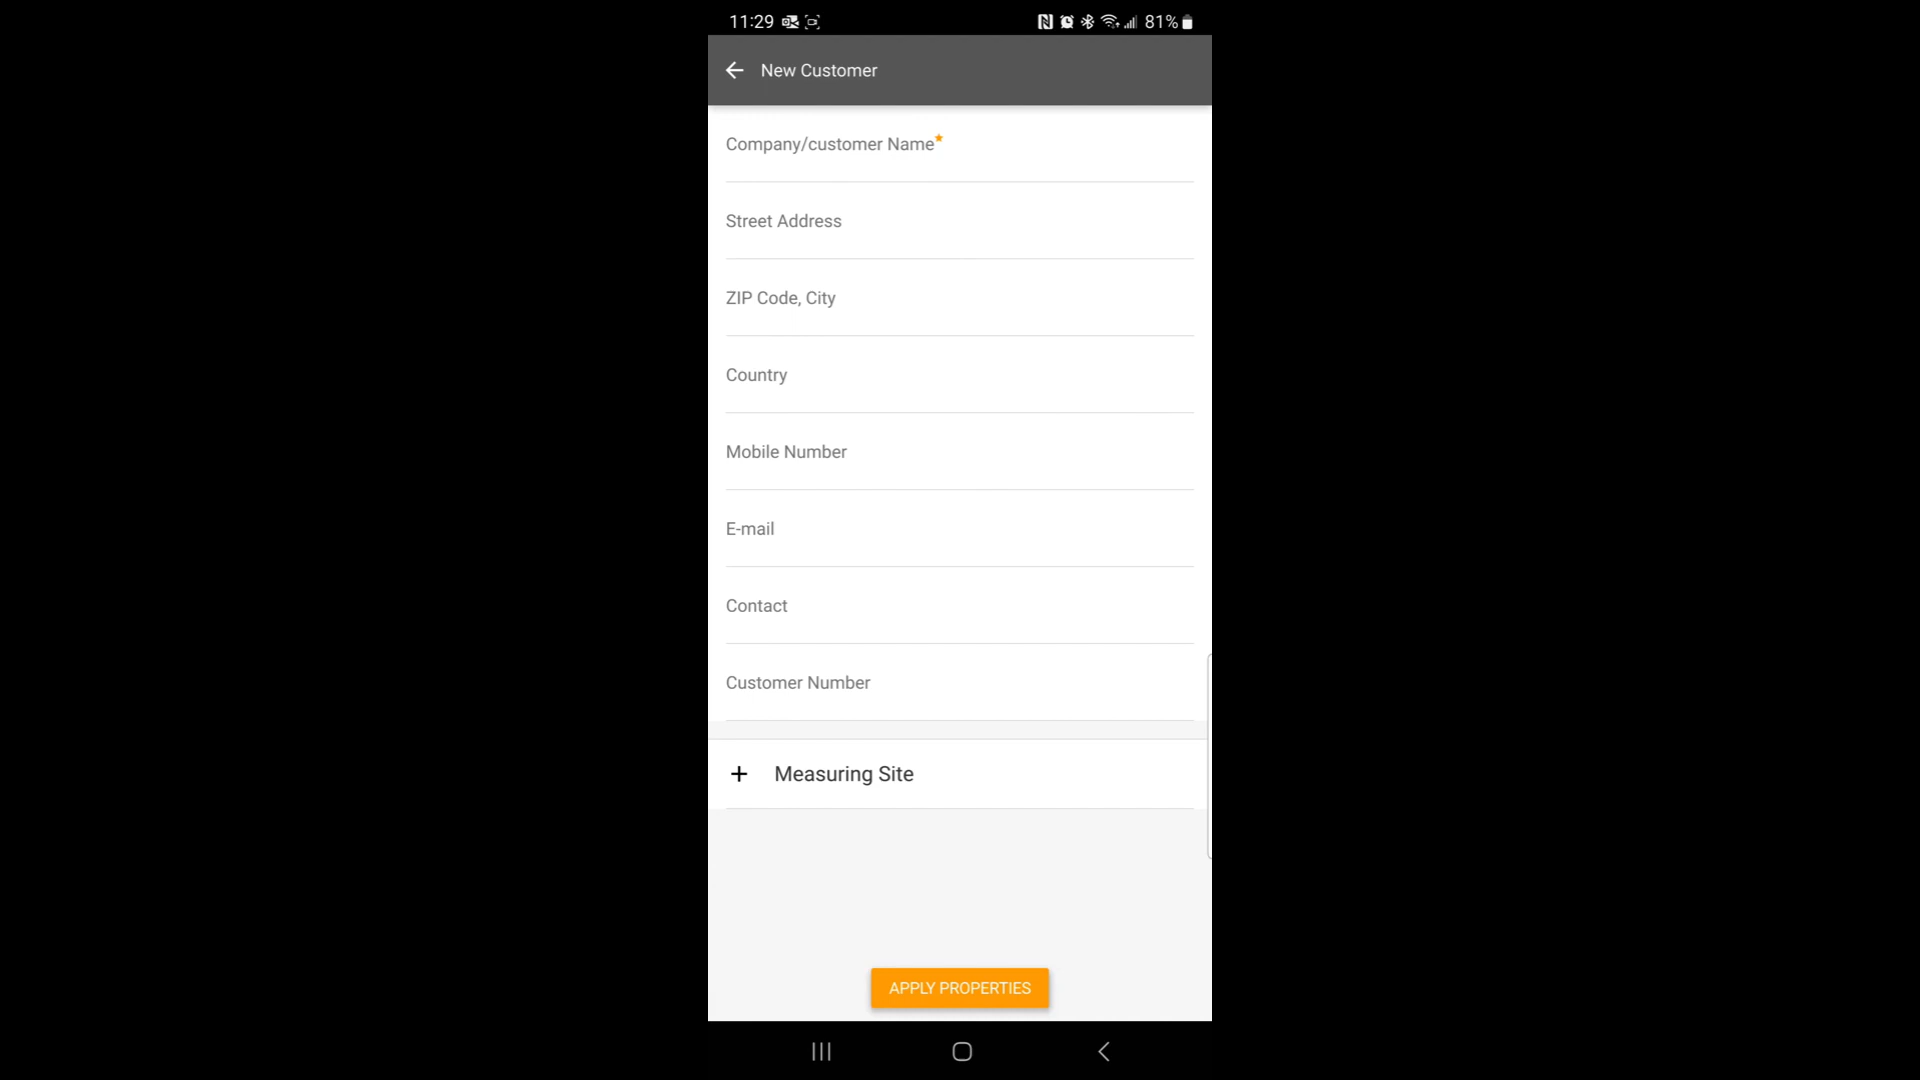 11:29 81%
New Customer
Company/customer Name*
Street Address
ZIP Code, City
Country
Mobile Number
E-mail
Contact
Customer Number
+ Measuring Site
APPLY PROPERTIES